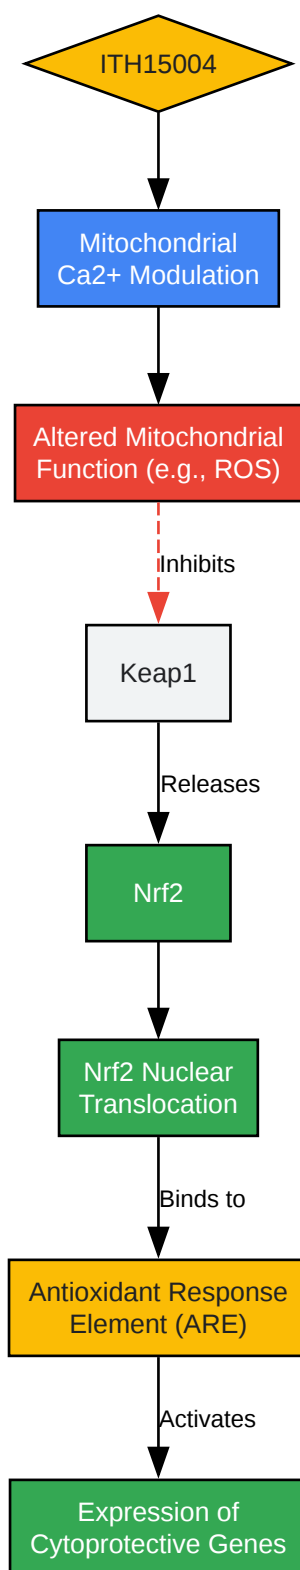 ITH15004
Mitochondrial
Ca2+ Modulation
Altered Mitochondrial
Function (e.g., ROS)
Inhibits
Keap1
Releases
Nrf2
Nrf2 Nuclear
Translocation
Binds to
Antioxidant Response
Element (ARE)
Activates
Expression of
Cytoprotective Genes